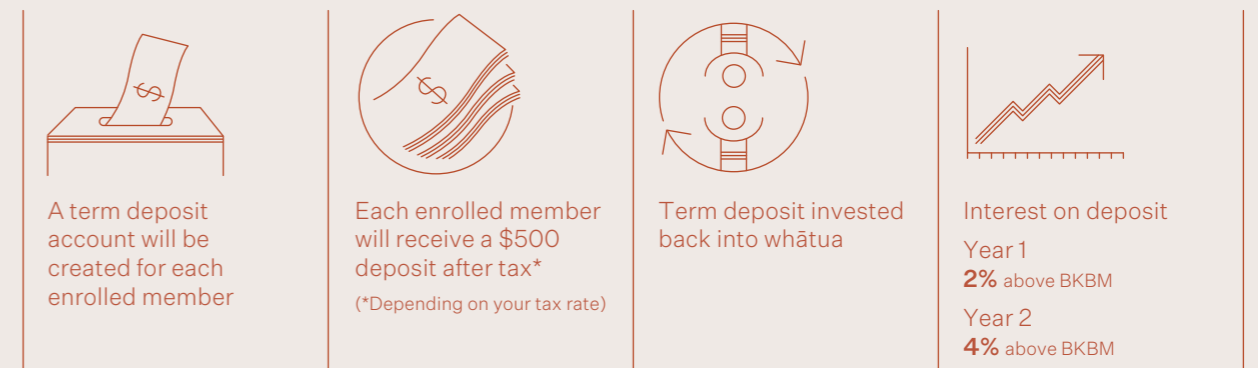 $
A term deposit
account will be
created for each
enrolled member
$
Each enrolled member
will receive a $500
deposit after tax*
(*Depending on your tax rate)
Term deposit invested
back into whātua
Interest on deposit
Year 1
2% above BKBM
Year 2
4% above BKBM